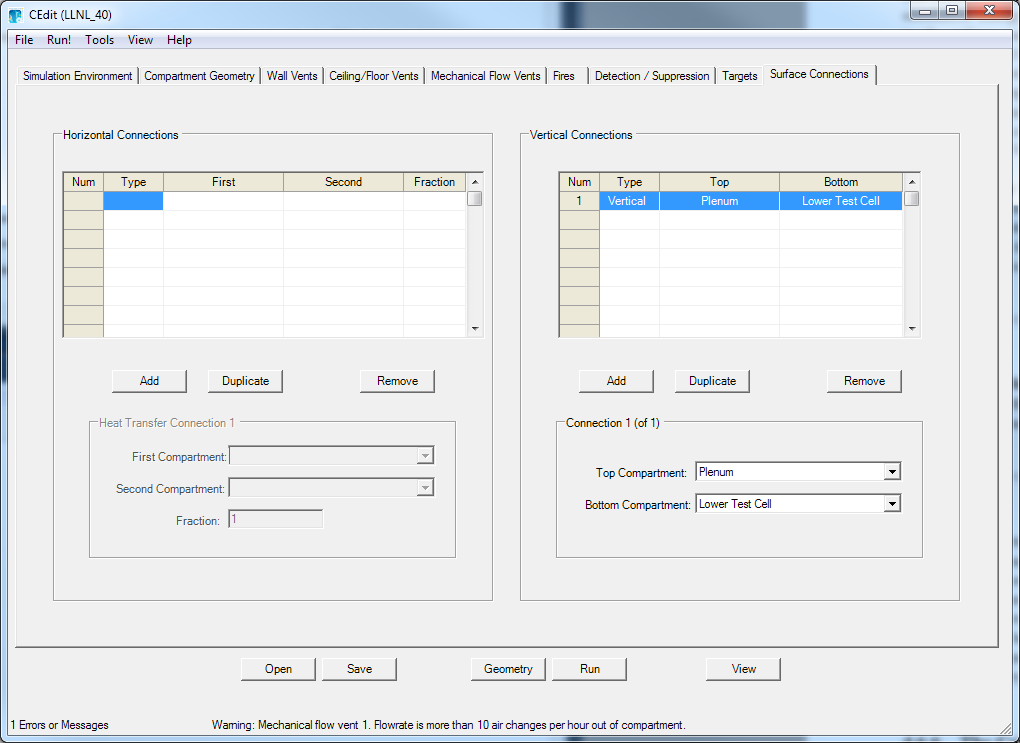 CEdit (LLNL_40)
File Run! Tools View Help
Simulation Environment Compartment Geometry Wall Vents Ceiling/Floor Vents Mechanical Flow Vents Fires Detection / Suppression Targets Surface Connections
Horizontal Connections
Num Type First Second Fraction
Add Duplicate Remove
Heat Transfer Connection 1
First Compartment:
Second Compartment:
Fraction: 1
Vertical Connections
Num Type Top Bottom
1 Vertical Plenum Lower Test Cell
Add Duplicate Remove
Connection 1 (of 1)
Top Compartment: Plenum
Bottom Compartment: Lower Test Cell
Open Save Geometry Run View
1 Errors or Messages Warning: Mechanical flow vent 1. Flowrate is more than 10 air changes per hour out of compartment.